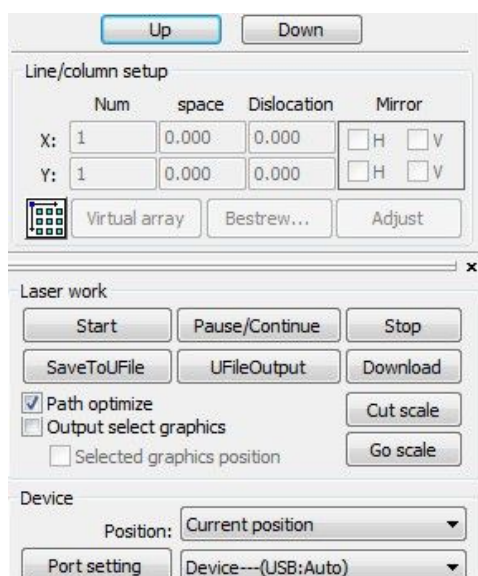 Up Down
Line/column setup
Num space Dislocation Mirror
X: 1 0.000 0.000 H V
Y: 1 0.000 0.000 H V
Virtual array Bestrew... Adjust
x
Laser work
Start Pause/Continue Stop
SaveToUFile UFileOutput Download
Path optimize Cut scale
Output select graphics
Selected graphics position Go scale
Device
Position: Current position
Port setting Device---(USB:Auto)